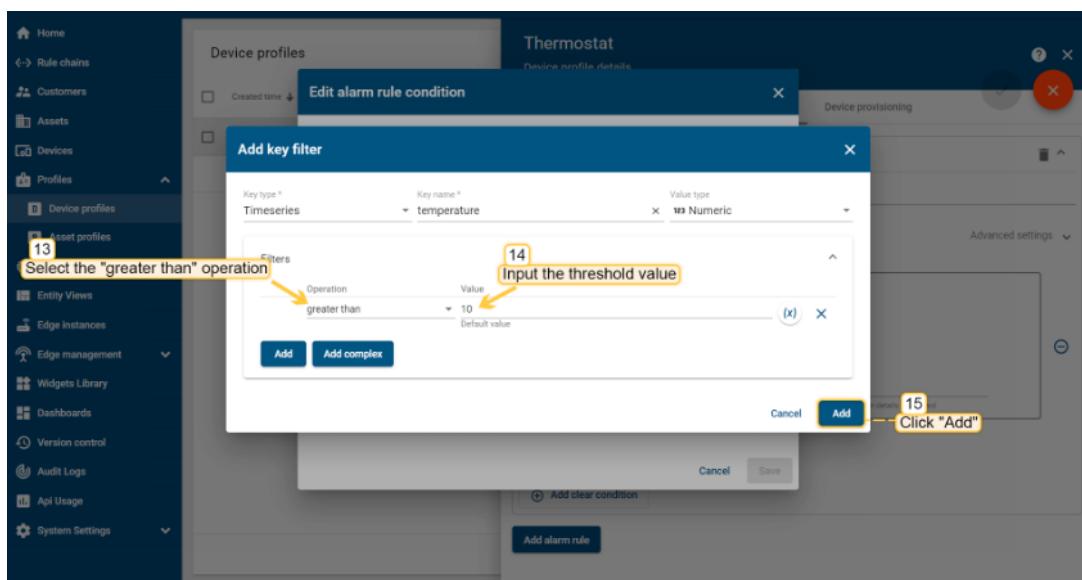 Home
Rule chains
Customers
Assets
Devices
Profiles
Device profiles
Asset profiles
Entity Views
Edge instances
Edge management
Widgets Library
Dashboards
Version control
Audit Logs
Api Usage
System Settings
Device profiles
Created time
Thermostat
Device profile details
Device provisioning
Advanced settings
Edit alarm rule condition
Add key filter
Key type *
Key name *
Value type
Timeseries
temperature
123 Numeric
Filters
13
Select the "greater than" operation
14
Input the threshold value
Operation
Value
greater than
10
(x)
Default value
Add
Add complex
Cancel
Add
15
Click "Add"
Cancel
Save
Add clear condition
Add alarm rule